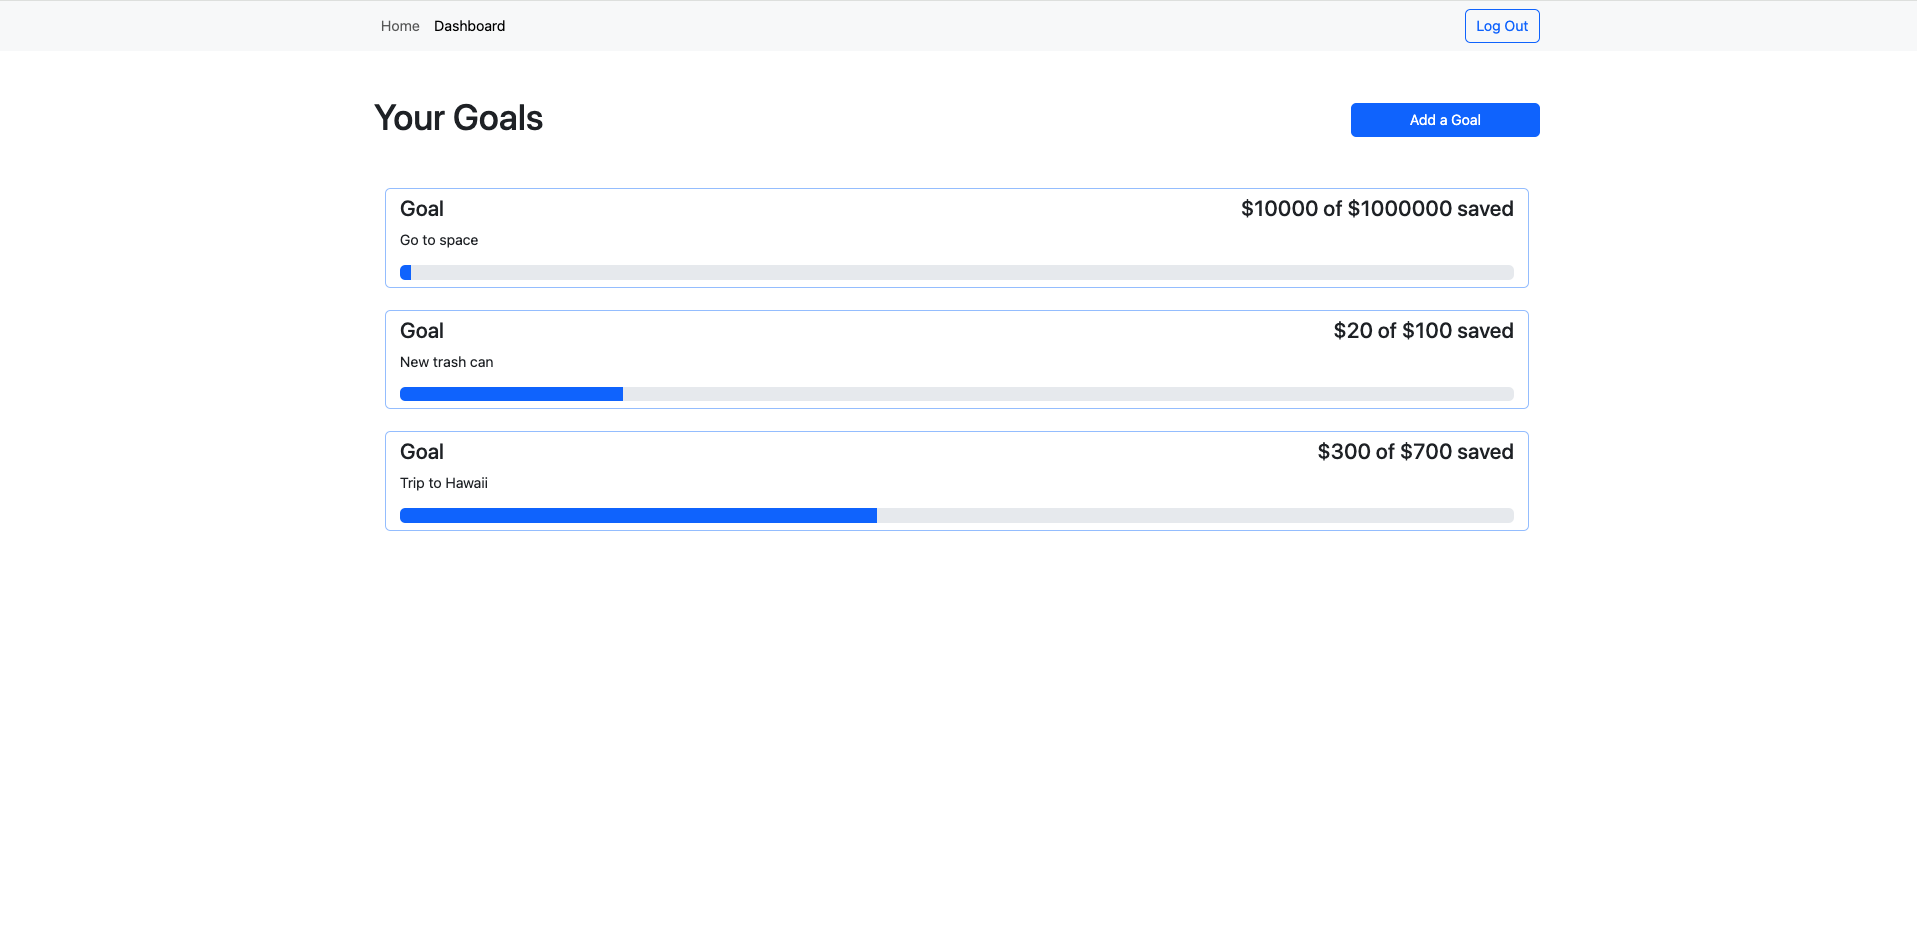 Home Dashboard Log Out
Your Goals Add a Goal
Goal $10000 of $1000000 saved
Go to space
Goal $20 of $100 saved
New trash can
Goal $300 of $700 saved
Trip to Hawaii